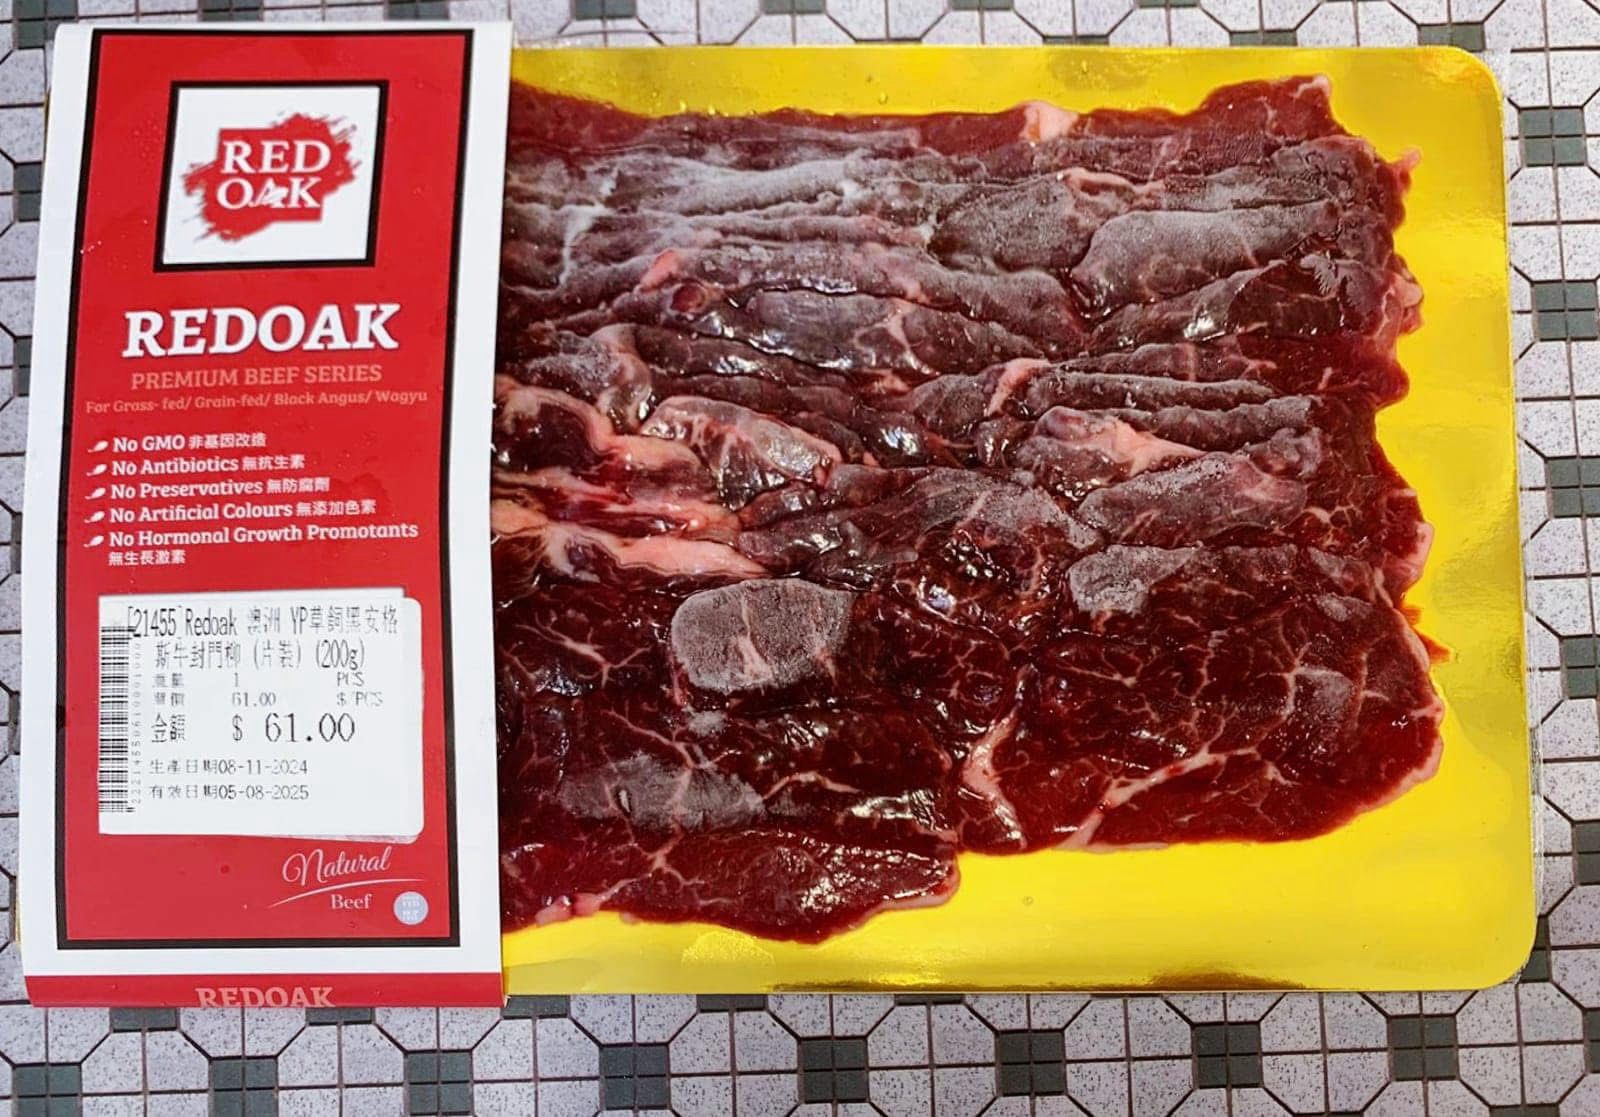 RED
OAK
REDOAK
PREMIUM BEEF SERIES
For Grass-fed/ Grain-fed/ Black Angus/ Wagyu
No GMO 非基因改造
No Antibiotics 無抗生素
No Preservatives 無防腐劑
No Artificial Colours 無添加色素
No Hormonal Growth Promotants
無生長激素
[21455]Redoak 澳洲 YP草飼黑安格
斯牛封門柳 (片裝) (200g)
重量 1 PCS
單價 61.00 $/PCS
金額 $ 61.00
生產日期08-11-2024
有效日期05-08-2025
Natural
Beef
REDOAK